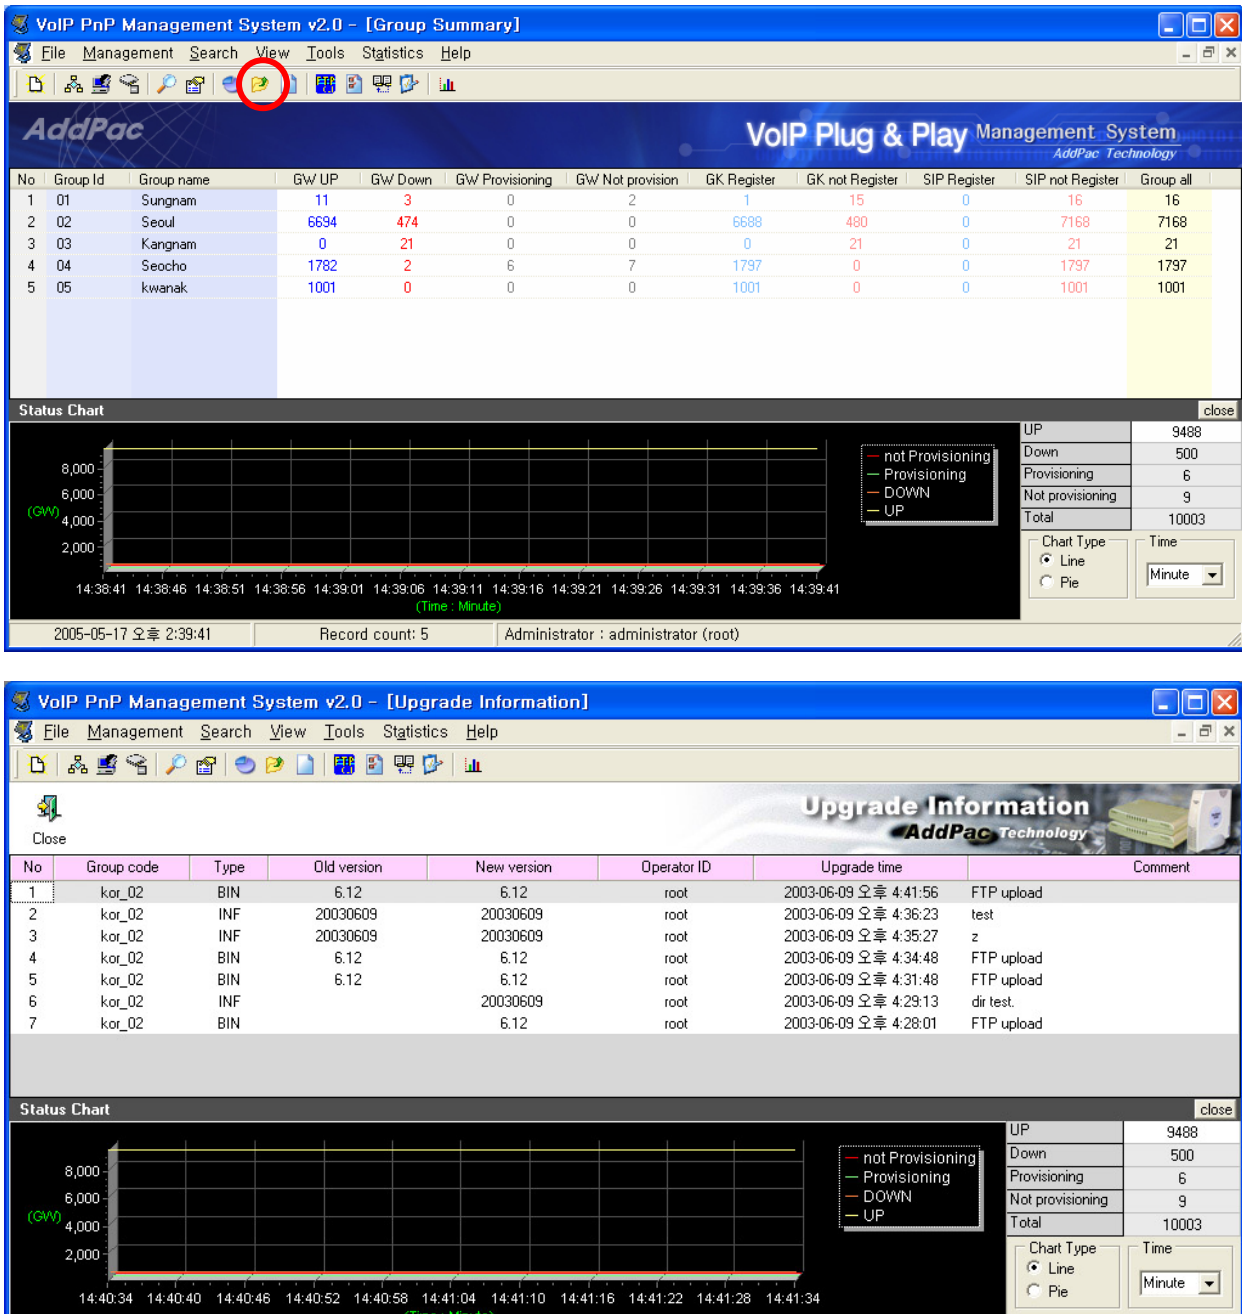 VoIP PnP Management System v2.0 - [Group Summary]
File Management Search View Tools Statistics Help
AddPac
VoIP Plug & Play Management System
AddPac Technology
No Group Id Group name GW UP GW Down GW Provisioning GW Not provision GK Register GK not Register SIP Register SIP not Register Group all
1 01 Sungnam 11 3 0 2 1 15 0 16 16
2 02 Seoul 6694 474 0 0 6688 480 0 7168 7168
3 03 Kangnam 0 21 0 0 0 21 0 21 21
4 04 Seocho 1782 2 6 7 1797 0 0 1797 1797
5 05 kwanak 1001 0 0 0 1001 0 0 1001 1001
Status Chart close
8,000
6,000
(GW)
4,000
2,000
14:38:41 14:38:46 14:38:51 14:38:56 14:39:01 14:39:06 14:39:11 14:39:16 14:39:21 14:39:26 14:39:31 14:39:36 14:39:41
(Time : Minute)
not Provisioning
Provisioning
DOWN
UP
UP 9488
Down 500
Provisioning 6
Not provisioning 9
Total 10003
Chart Type Time
Line
Pie
Minute
2005-05-17 오후 2:39:41 Record count: 5 Administrator : administrator (root)
VoIP PnP Management System v2.0 - [Upgrade Information]
File Management Search View Tools Statistics Help
Close
Upgrade Information
AddPac Technology
No Group code Type Old version New version Operator ID Upgrade time Comment
1 kor_02 BIN 6.12 6.12 root 2003-06-09 오후 4:41:56 FTP upload
2 kor_02 INF 20030609 20030609 root 2003-06-09 오후 4:36:23 test
3 kor_02 INF 20030609 20030609 root 2003-06-09 오후 4:35:27 z
4 kor_02 BIN 6.12 6.12 root 2003-06-09 오후 4:34:48 FTP upload
5 kor_02 BIN 6.12 6.12 root 2003-06-09 오후 4:31:48 FTP upload
6 kor_02 INF 20030609 root 2003-06-09 오후 4:29:13 dir test.
7 kor_02 BIN 6.12 root 2003-06-09 오후 4:28:01 FTP upload
Status Chart close
8,000
6,000
(GW)
4,000
2,000
14:40:34 14:40:40 14:40:46 14:40:52 14:40:58 14:41:04 14:41:10 14:41:16 14:41:22 14:41:28 14:41:34
(Time : Minute)
not Provisioning
Provisioning
DOWN
UP
UP 9488
Down 500
Provisioning 6
Not provisioning 9
Total 10003
Chart Type Time
Line
Pie
Minute